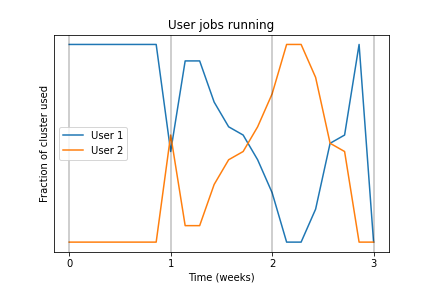 User jobs running
Fraction of cluster used
User 1
User 2
0 1 2 3
Time (weeks)